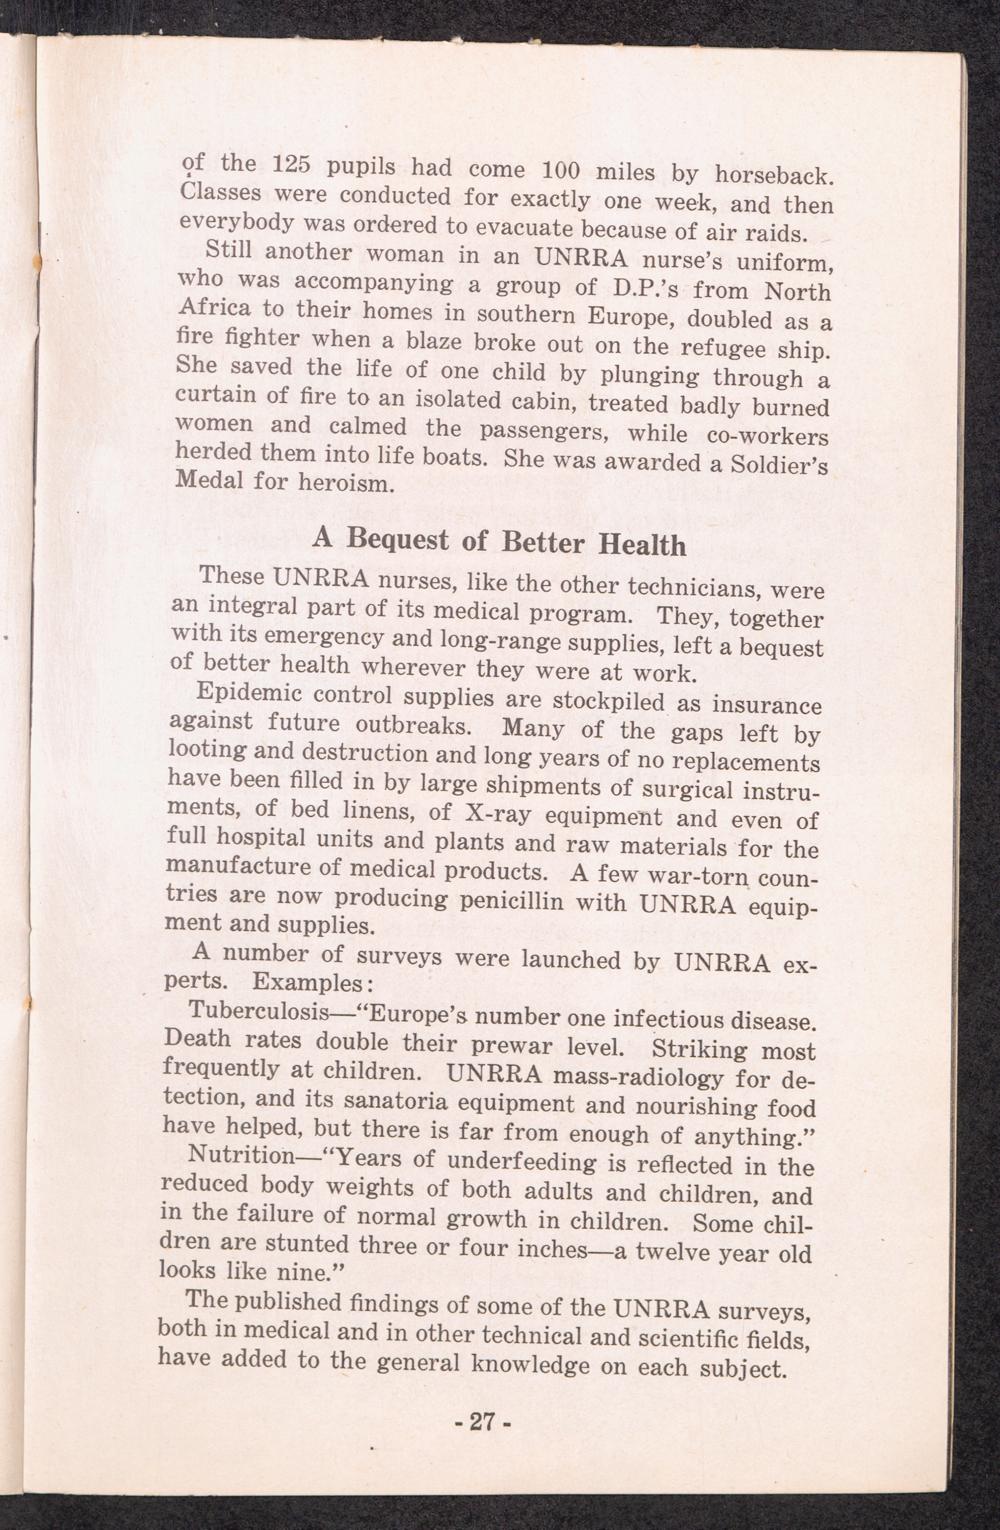 of the 125 pupils had come 100 miles by horseback.
Classes were conducted for exactly one week, and then
everybody was ordered to evacuate because of air raids.
Still another woman in an UNRRA nurse's uniform,
who was accompanying a group of D.P.'s from North
Africa to their homes in southern Europe, doubled as a
fire fighter when a blaze broke out on the refugee ship.
She saved the life of one child by plunging through a
curtain of fire to an isolated cabin, treated badly burned
women and calmed the passengers, while co-workers
herded them into life boats. She was awarded a Soldier's
Medal for heroism.
A Bequest of Better Health
These UNRRA nurses, like the other technicians, were
an integral part of its medical program. They, together
with its emergency and long-range supplies, left a bequest
of better health wherever they were at work.
Epidemic control supplies are stockpiled as insurance
against future outbreaks. Many of the gaps left by
looting and destruction and long years of no replacements
have been filled in by large shipments of surgical instru-
ments, of bed linens, of X-ray equipment and even of
full hospital units and plants and raw materials for the
manufacture of medical products. A few war-torn coun-
tries are now producing penicillin with UNRRA equip-
ment and supplies.
A number of surveys were launched by UNRRA ex-
perts. Examples:
Tuberculosis—"Europe's number one infectious disease.
Death rates double their prewar level. Striking most
frequently at children. UNRRA mass-radiology for de-
tection, and its sanatoria equipment and nourishing food
have helped, but there is far from enough of anything."
Nutrition—"Years of underfeeding is reflected in the
reduced body weights of both adults and children, and
in the failure of normal growth in children. Some chil-
dren are stunted three or four inches—a twelve year old
looks like nine."
The published findings of some of the UNRRA surveys,
both in medical and in other technical and scientific fields,
have added to the general knowledge on each subject.
- 27 -